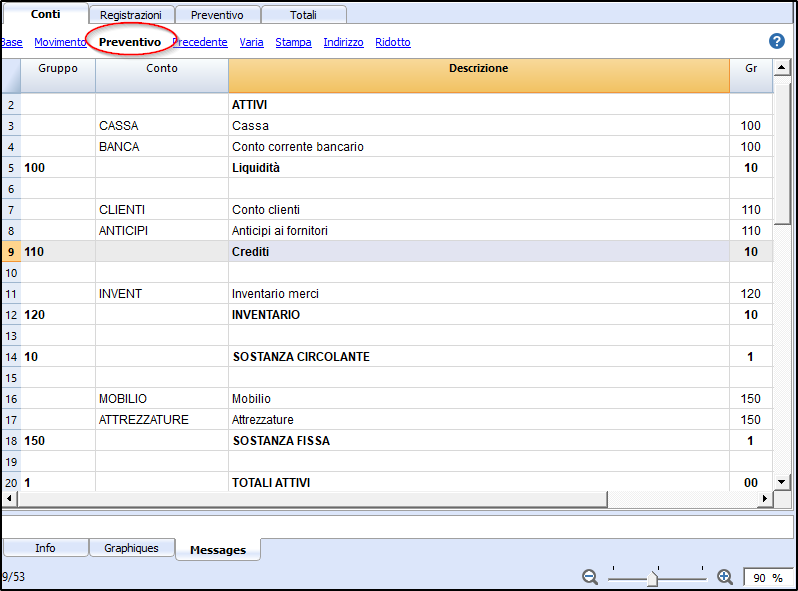 Conti Registrazioni Preventivo Totali
Base Movimento Preventivo Precedente Varia Stampa Indirizzo Ridotto ?
Gruppo Conto Descrizione Gr
2 ATTIVI
3 CASSA Cassa 100
4 BANCA Conto corrente bancario 100
5 100 Liquidità 10
6
7 CLIENTI Conto clienti 110
8 ANTICIPI Anticipi ai fornitori 110
9 110 Crediti 10
10
11 INVENT Inventario merci 120
12 120 INVENTARIO 10
13
14 10 SOSTANZA CIRCOLANTE 1
15
16 MOBILIO Mobilio 150
17 ATTREZZATURE Attrezzature 150
18 150 SOSTANZA FISSA 1
19
20 1 TOTALI ATTIVI 00
Info Graphiques Messages
9/53 90 %